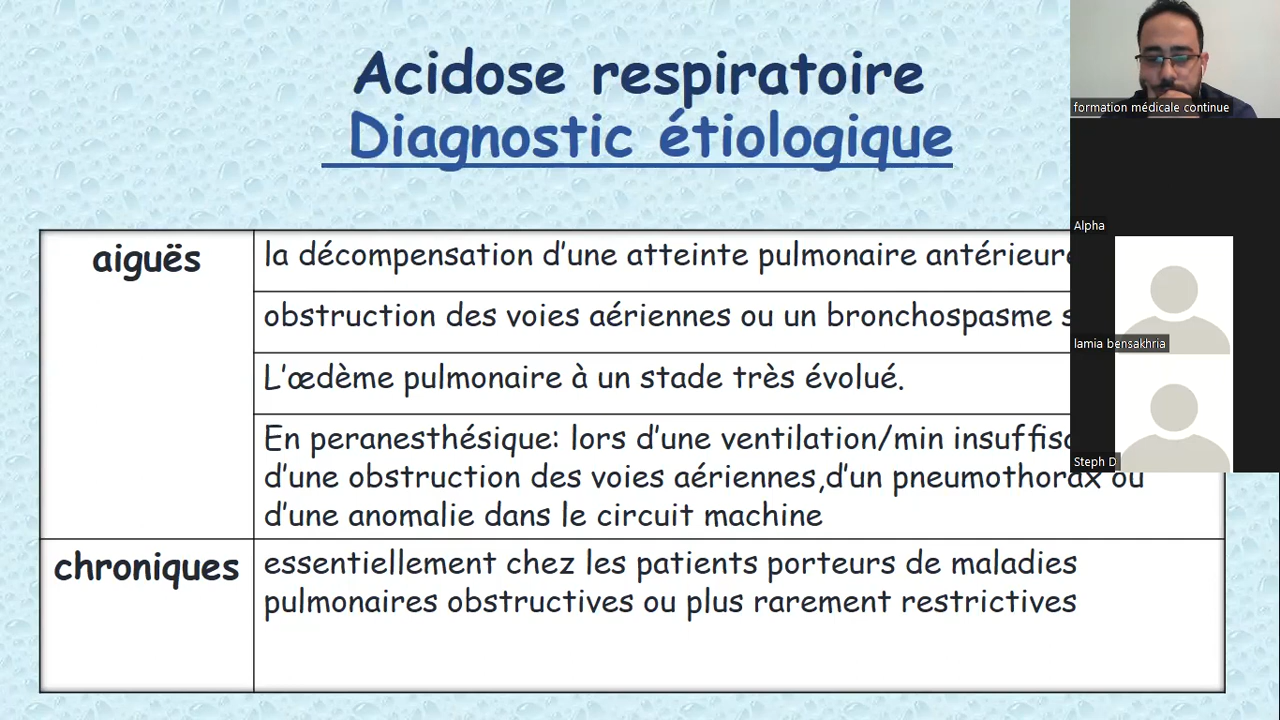 Acidose respiratoire
Diagnostic étiologique
aiguës
la décompensation d’une atteinte pulmonaire antérieure
obstruction des voies aériennes ou un bronchospasme
L’œdème pulmonaire à un stade très évolué.
En peranesthésique: lors d’une ventilation/min
d’une obstruction des voies aériennes,d’un pneumothorax ou
d’une anomalie dans le circuit machine
chroniques
essentiellement chez les patients porteurs de maladies
pulmonaires obstructives ou plus rarement restrictives
formation médicale continue
Alpha
lamia bensakhria
Steph D